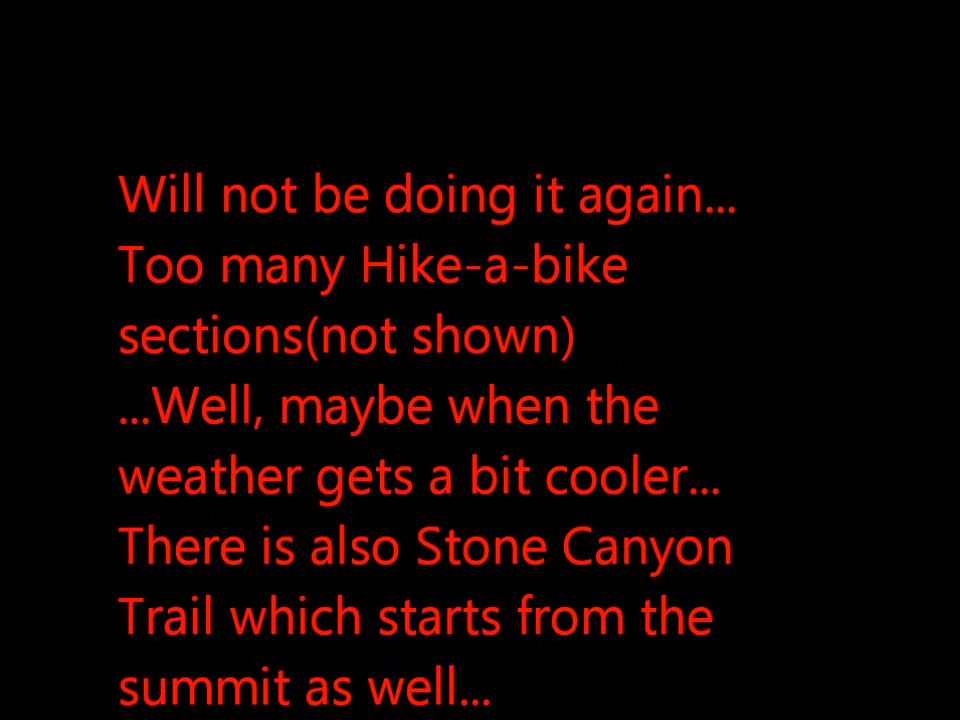 Will not be doing it again...
Too many Hike-a-bike
sections(not shown)
...Well, maybe when the
weather gets a bit cooler...
There is also Stone Canyon
Trail which starts from the
summit as well...